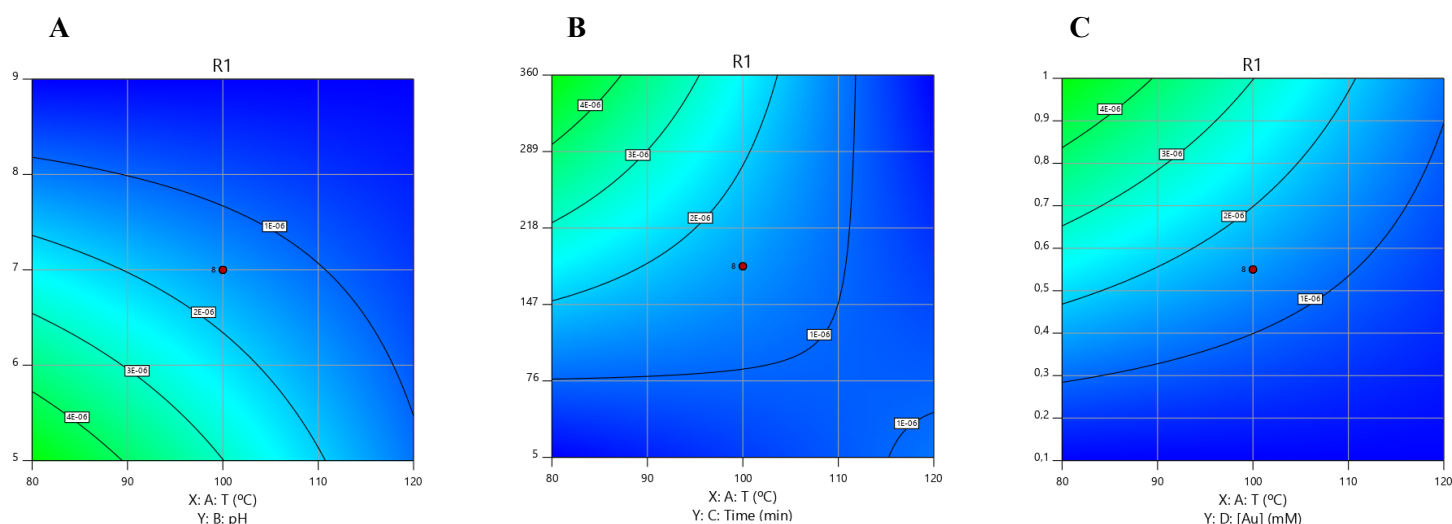 A
R1
9
8
7
6
5
4E-06
3E-06
2E-06
1E-06
8
80
90
100
110
120
X: A: T (ºC)
Y: B: pH
B
R1
360
289
218
147
76
5
4E-06
3E-06
2E-06
1E-06
1E-06
8
80
90
100
110
120
X: A: T (ºC)
Y: C: Time (min)
C
R1
1
0.9
0.8
0.7
0.6
0.5
0.4
0.3
0.2
0.1
4E-06
3E-06
2E-06
1E-06
8
80
90
100
110
120
X: A: T (ºC)
Y: D: [Au] (mM)